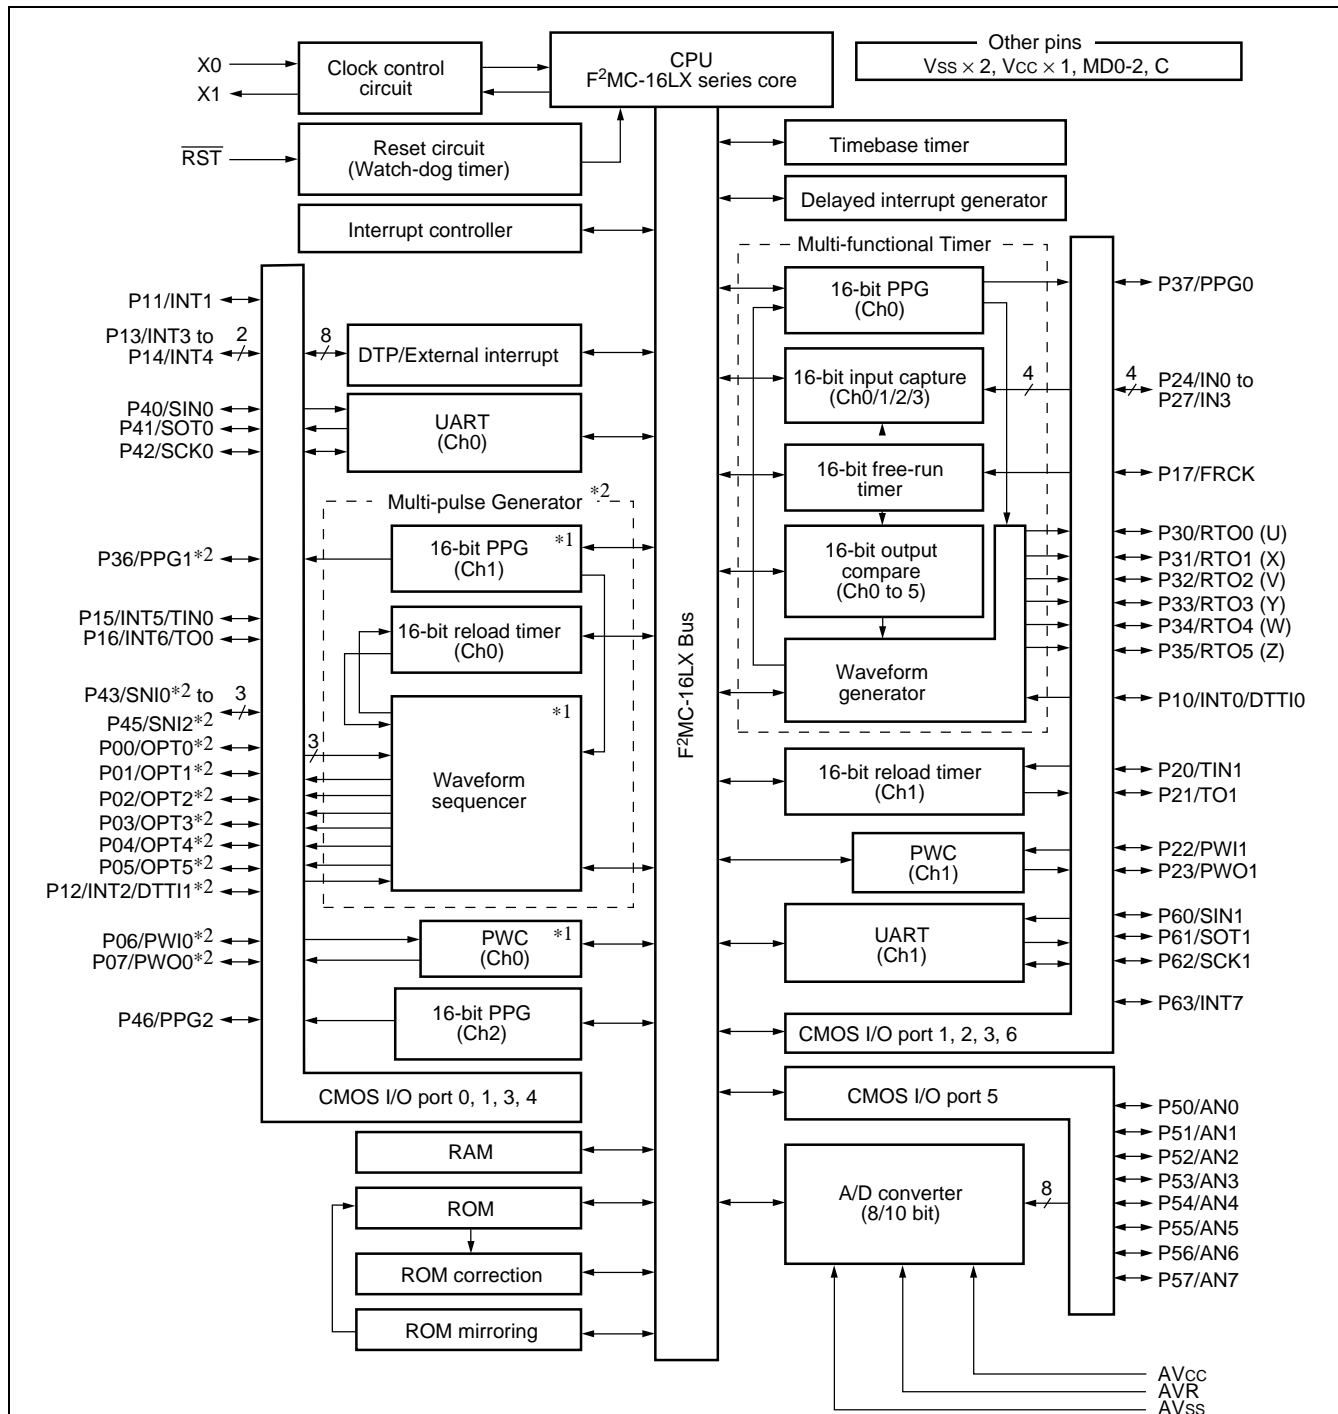 X0
X1
Clock control
circuit
CPU
F²MC-16LX series core
Other pins
VSS × 2, VCC × 1, MD0-2, C
RST
Reset circuit
(Watch-dog timer)
Interrupt controller
Timebase timer
Delayed interrupt generator
F²MC-16LX Bus
P11/INT1
P13/INT3 to
P14/INT4
2
8
DTP/External interrupt
P40/SIN0
P41/SOT0
P42/SCK0
UART
(Ch0)
Multi-pulse Generator *2
P36/PPG1*2
16-bit PPG
(Ch1)
*1
P15/INT5/TIN0
P16/INT6/TO0
16-bit reload timer
(Ch0)
P43/SNI0*2 to
P45/SNI2*2
3
P00/OPT0*2
P01/OPT1*2
P02/OPT2*2
P03/OPT3*2
P04/OPT4*2
P05/OPT5*2
P12/INT2/DTTI1*2
3
Waveform
sequencer
*1
P06/PWI0*2
P07/PWO0*2
PWC
(Ch0)
*1
P46/PPG2
16-bit PPG
(Ch2)
CMOS I/O port 0, 1, 3, 4
RAM
ROM
ROM correction
ROM mirroring
Multi-functional Timer
16-bit PPG
(Ch0)
P37/PPG0
16-bit input capture
(Ch0/1/2/3)
4
4
P24/IN0 to
P27/IN3
16-bit free-run
timer
P17/FRCK
16-bit output
compare
(Ch0 to 5)
P30/RTO0 (U)
P31/RTO1 (X)
P32/RTO2 (V)
P33/RTO3 (Y)
P34/RTO4 (W)
P35/RTO5 (Z)
Waveform
generator
P10/INT0/DTTI0
16-bit reload timer
(Ch1)
P20/TIN1
P21/TO1
PWC
(Ch1)
P22/PWI1
P23/PWO1
UART
(Ch1)
P60/SIN1
P61/SOT1
P62/SCK1
P63/INT7
CMOS I/O port 1, 2, 3, 6
CMOS I/O port 5
P50/AN0
P51/AN1
P52/AN2
P53/AN3
P54/AN4
P55/AN5
P56/AN6
P57/AN7
A/D converter
(8/10 bit)
8
AVCC
AVR
AVSS